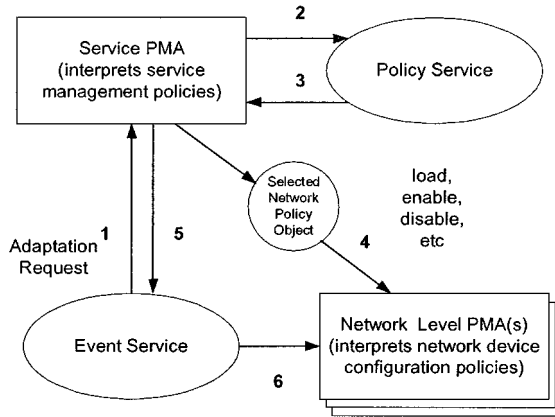 2
Service PMA
(interprets service
management policies)
Policy Service
3
Selected
Network
Policy
Object
load,
enable,
disable,
etc
1
5
4
Adaptation
Request
Event Service
Network Level PMA(s)
(interprets network device
configuration policies)
6